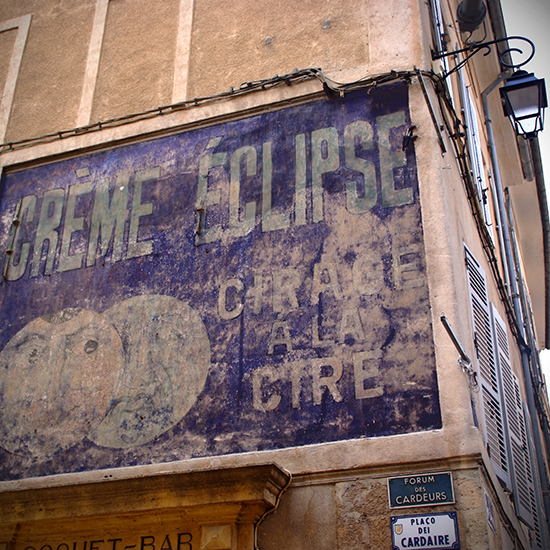 CRÈME ÉCLIPSE
CIRAGE
À LA
CIRE
FORUM
DES
CARDEURS
PLAÇO
DEI
CARDAIRE